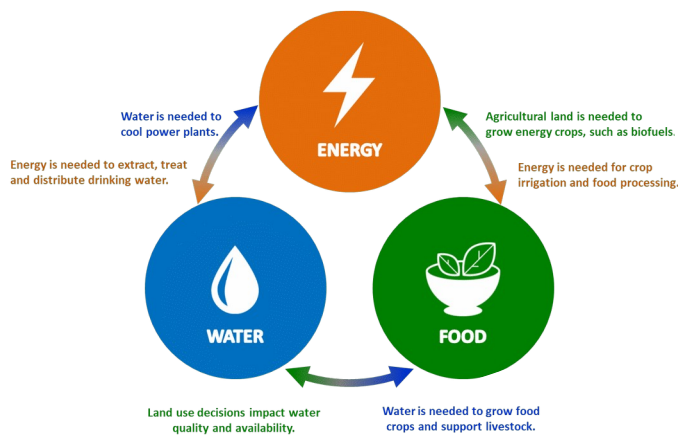 Water is needed to
cool power plants.
Energy is needed to extract, treat
and distribute drinking water.
ENERGY
Agricultural land is needed to
grow energy crops, such as biofuels.
Energy is needed for crop
irrigation and food processing.
WATER
FOOD
Land use decisions impact water
quality and availability.
Water is needed to grow food
crops and support livestock.